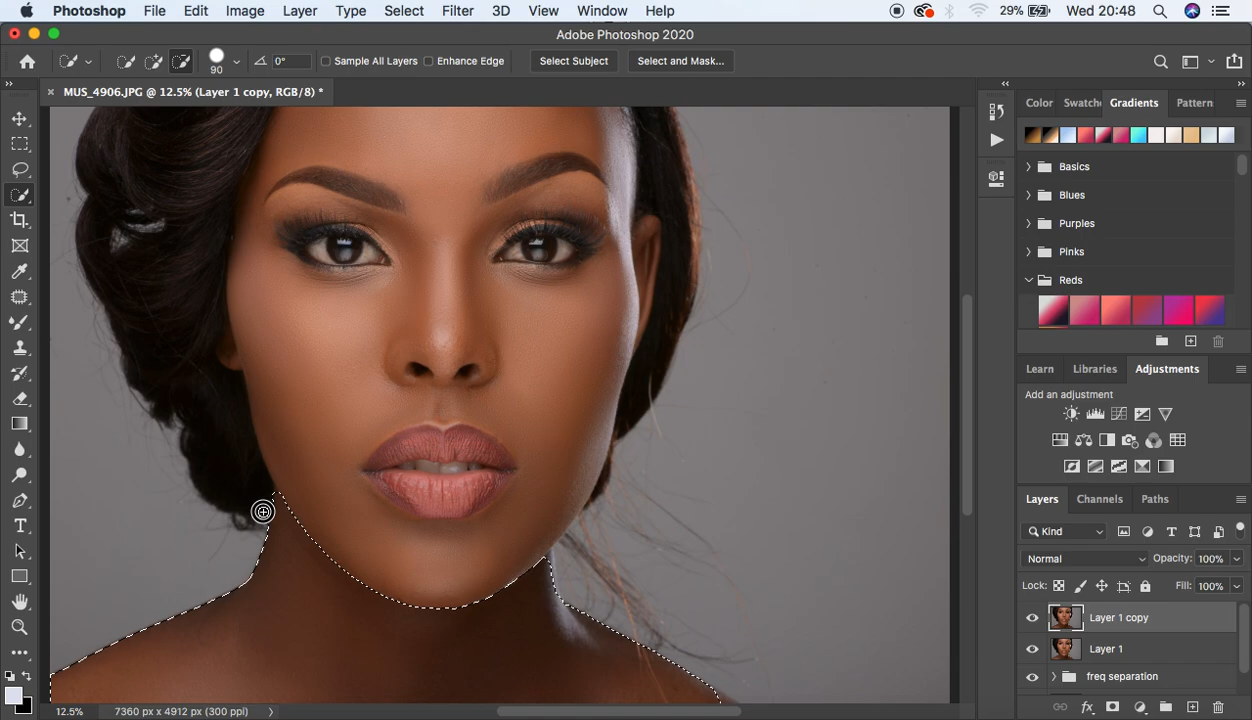 Photoshop File Edit Image Layer Type Select Filter 3D View Window Help 29% Wed 20:48
Adobe Photoshop 2020
90 0° Sample All Layers Enhance Edge Select Subject Select and Mask...
MUS_4906.JPG @ 12.5% (Layer 1 copy, RGB/8) *
Color Swatche Gradients Pattern
Basics
Blues
Purples
Pinks
Reds
Learn Libraries Adjustments
Add an adjustment
Layers Channels Paths
Kind
Normal Opacity: 100%
Lock: Fill: 100%
Layer 1 copy
Layer 1
freq separation
12.5% 7360 px x 4912 px (300 ppi)